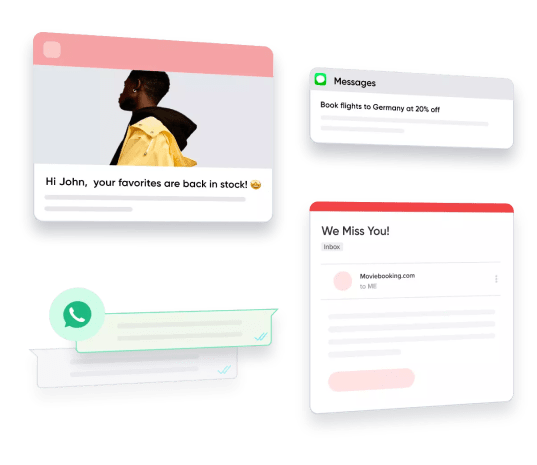 Hi John,  your favorites are back in stock! 🤩
Messages
Book flights to Germany at 20% off
We Miss You!
Inbox
Moviebooking.com
to MB